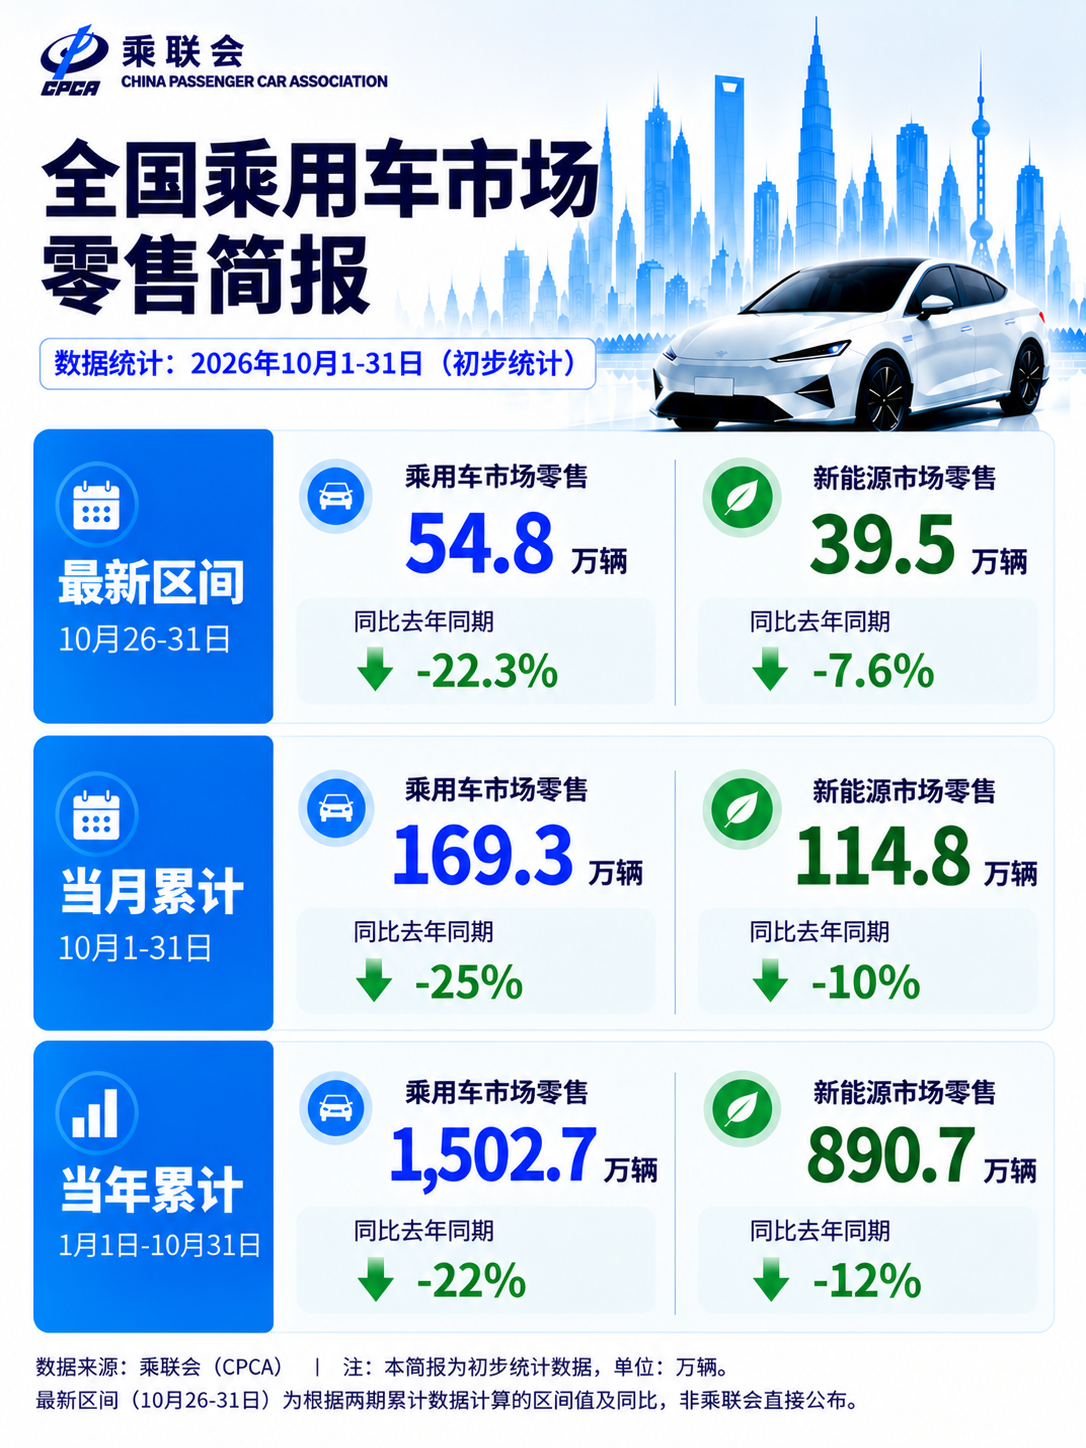 乘联会
CHINA PASSENGER CAR ASSOCIATION
CPCA
全国乘用车市场
零售简报
数据统计：2026年10月1-31日（初步统计）
最新区间
10月26-31日
乘用车市场零售
54.8 万辆
同比去年同期
-22.3%
新能源市场零售
39.5 万辆
同比去年同期
-7.6%
当月累计
10月1-31日
乘用车市场零售
169.3 万辆
同比去年同期
-25%
新能源市场零售
114.8 万辆
同比去年同期
-10%
当年累计
1月1日-10月31日
乘用车市场零售
1,502.7 万辆
同比去年同期
-22%
新能源市场零售
890.7 万辆
同比去年同期
-12%
数据来源：乘联会（CPCA） | 注：本简报为初步统计数据，单位：万辆。
最新区间（10月26-31日）为根据两期累计数据计算的区间值及同比，非乘联会直接公布。